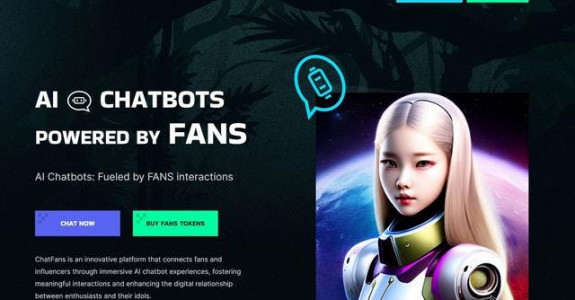 AI CHATBOTS
POWERED BY FANS
AI Chatbots: Fueled by FANS interactions
CHAT NOW
BUY FANS TOKENS
ChatFans is an innovative platform that connects fans and
influencers through immersive AI chatbot experiences, fostering
meaningful interactions and enhancing the digital relationship
between enthusiasts and their idols.